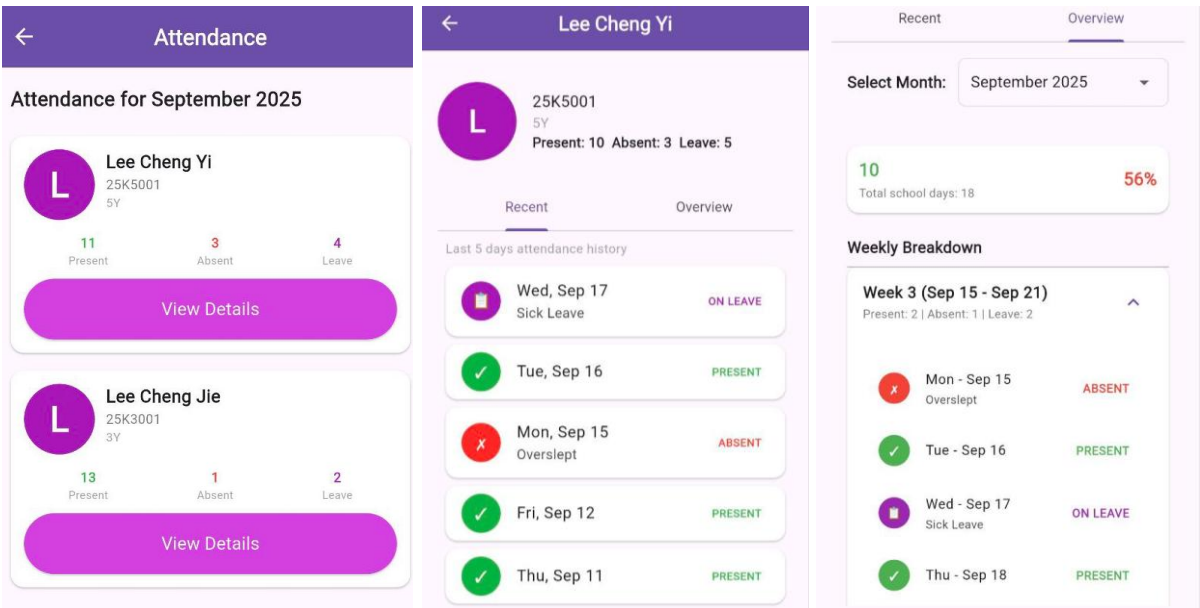 Attendance
Attendance for September 2025
Lee Cheng Yi
25K5001
5Y
11 3 4
Present Absent Leave
View Details
Lee Cheng Jie
25K3001
3Y
13 1 2
Present Absent Leave
View Details
Lee Cheng Yi
L
25K5001
5Y
Present: 10 Absent: 3 Leave: 5
Recent Overview
Last 5 days attendance history
Wed, Sep 17
Sick Leave
ON LEAVE
Tue, Sep 16
PRESENT
Mon, Sep 15
Overslept
ABSENT
Fri, Sep 12
PRESENT
Thu, Sep 11
PRESENT
Recent Overview
Select Month: September 2025
10
Total school days: 18
56%
Weekly Breakdown
Week 3 (Sep 15 - Sep 21)
Present: 2 | Absent: 1 | Leave: 2
Mon - Sep 15
Overslept
ABSENT
Tue - Sep 16
PRESENT
Wed - Sep 17
Sick Leave
ON LEAVE
Thu - Sep 18
PRESENT